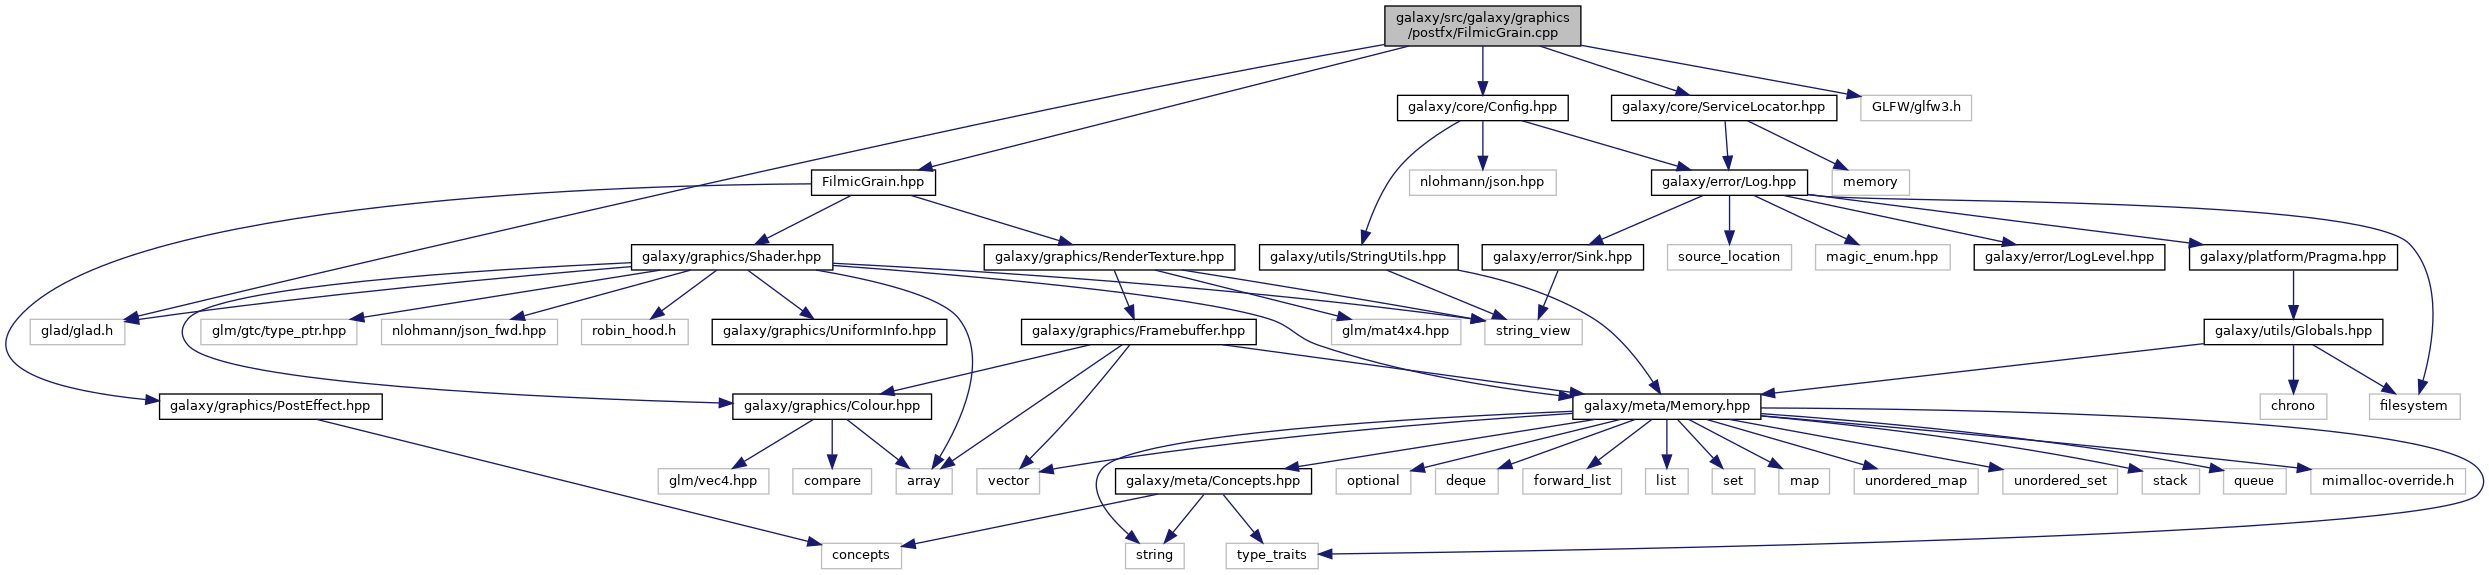 galaxy/src/galaxy/graphics
/postfx/FilmicGrain.cpp
galaxy/core/Config.hpp
galaxy/core/ServiceLocator.hpp
GLFW/glfw3.h
FilmicGrain.hpp
nlohmann/json.hpp
galaxy/error/Log.hpp
memory
galaxy/graphics/Shader.hpp
galaxy/graphics/RenderTexture.hpp
galaxy/utils/StringUtils.hpp
galaxy/error/Sink.hpp
source_location
magic_enum.hpp
galaxy/error/LogLevel.hpp
galaxy/platform/Pragma.hpp
glad/glad.h
glm/gtc/type_ptr.hpp
nlohmann/json_fwd.hpp
robin_hood.h
galaxy/graphics/UniformInfo.hpp
galaxy/graphics/Framebuffer.hpp
glm/mat4x4.hpp
string_view
galaxy/utils/Globals.hpp
galaxy/graphics/PostEffect.hpp
galaxy/graphics/Colour.hpp
galaxy/meta/Memory.hpp
chrono
filesystem
glm/vec4.hpp
compare
array
vector
galaxy/meta/Concepts.hpp
optional
deque
forward_list
list
set
map
unordered_map
unordered_set
stack
queue
mimalloc-override.h
concepts
string
type_traits